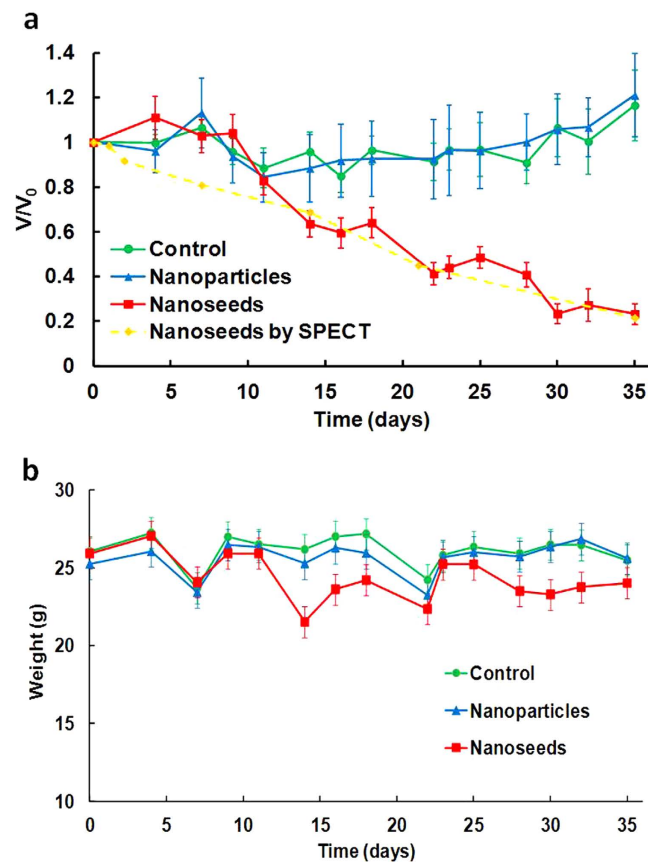 a
1.4
1.2
1
0.8
0.6
0.4
0.2
0
V/V0
Control
Nanoparticles
Nanoseeds
Nanoseeds by SPECT
0 5 10 15 20 25 30 35
Time (days)
b
30
25
20
15
10
Weight (g)
Control
Nanoparticles
Nanoseeds
0 5 10 15 20 25 30 35
Time (days)